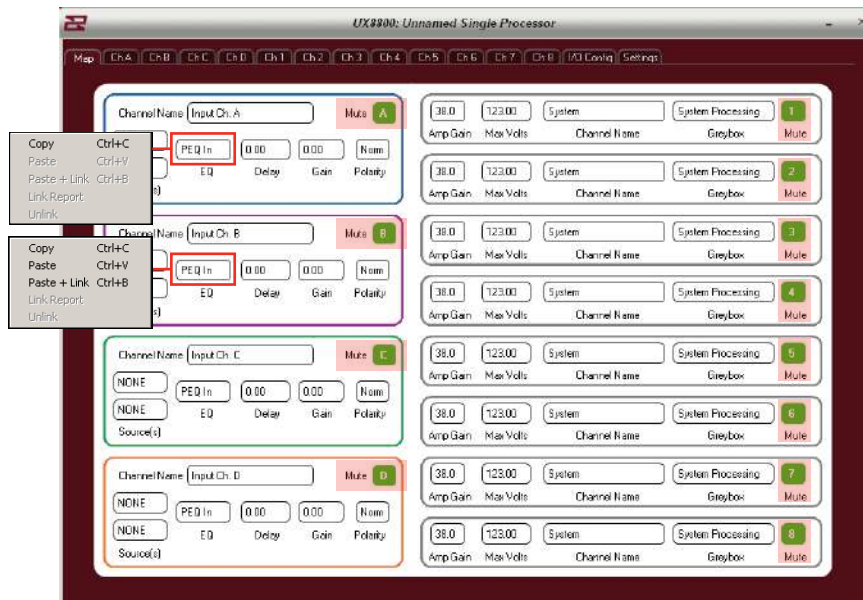 UX8800: Unnamed Single Processor
Map Ch A Ch B Ch C Ch D Ch 1 Ch 2 Ch 3 Ch 4 Ch 5 Ch 6 Ch 7 Ch 8 I/O Config Settings
Channel Name Input Ch. A Mute A
PEQ In 0.00 0.00 Norm
EQ Delay Gain Polarity
Copy Ctrl+C
Paste Ctrl+V
Paste + Link Ctrl+B
Link Report
Unlink
Name Input Ch. B Mute B
PEQ In 0.00 0.00 Norm
EQ Delay Gain Polarity
Copy Ctrl+C
Paste Ctrl+V
Paste + Link Ctrl+B
Link Report
Unlink
Channel Name Input Ch. C Mute C
NONE
PEQ In 0.00 0.00 Norm
NONE
EQ Delay Gain Polarity
Source(s)
Channel Name Input Ch. D Mute D
NONE
PEQ In 0.00 0.00 Norm
NONE
EQ Delay Gain Polarity
Source(s)
38.0 123.00 System System Processing 1
Amp Gain Max Volts Channel Name Greybox Mute
38.0 123.00 System System Processing 2
Amp Gain Max Volts Channel Name Greybox Mute
38.0 123.00 System System Processing 3
Amp Gain Max Volts Channel Name Greybox Mute
38.0 123.00 System System Processing 4
Amp Gain Max Volts Channel Name Greybox Mute
38.0 123.00 System System Processing 5
Amp Gain Max Volts Channel Name Greybox Mute
38.0 123.00 System System Processing 6
Amp Gain Max Volts Channel Name Greybox Mute
38.0 123.00 System System Processing 7
Amp Gain Max Volts Channel Name Greybox Mute
38.0 123.00 System System Processing 8
Amp Gain Max Volts Channel Name Greybox Mute